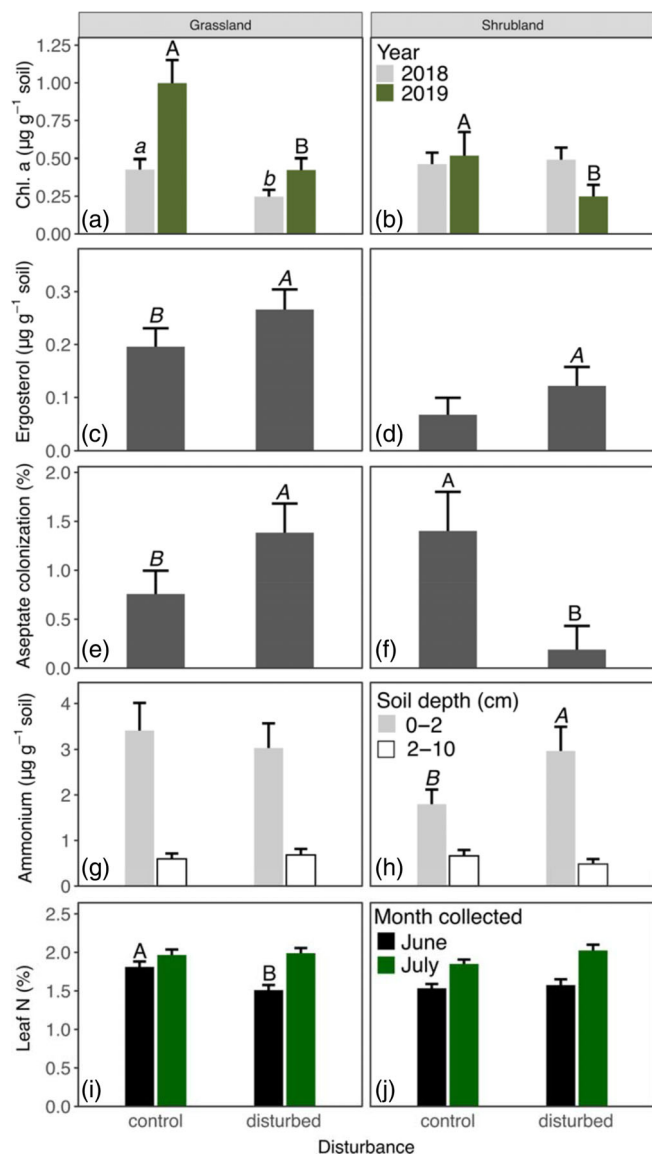 Grassland
Shrubland
Chl. a (µg g⁻¹ soil)
1.25
1.00
0.75
0.50
0.25
0.00
a
A
b
B
(a)
Year
2018
2019
A
B
(b)
Ergosterol (µg g⁻¹ soil)
0.3
0.2
0.1
0.0
B
A
(c)
A
(d)
Aseptate colonization (%)
2.0
1.5
1.0
0.5
0.0
B
A
(e)
A
B
(f)
Ammonium (µg g⁻¹ soil)
4
3
2
1
0
(g)
Soil depth (cm)
0–2
2–10
B
A
(h)
Leaf N (%)
2.5
2.0
1.5
1.0
0.5
0.0
A
B
(i)
Month collected
June
July
(j)
control
disturbed
control
disturbed
Disturbance